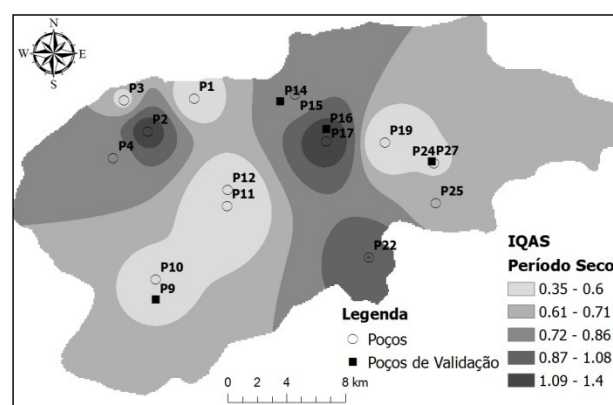 N
W E
S
P3
P1
P2
P4
P14
P15
P16
P17
P19
P24 P27
P25
P12
P11
P10
P9
P22
IQAS
Período Seco
0.35 - 0.6
0.61 - 0.71
0.72 - 0.86
0.87 - 1.08
1.09 - 1.4
Legenda
Poços
Poços de Validação
0 2 4 8 km